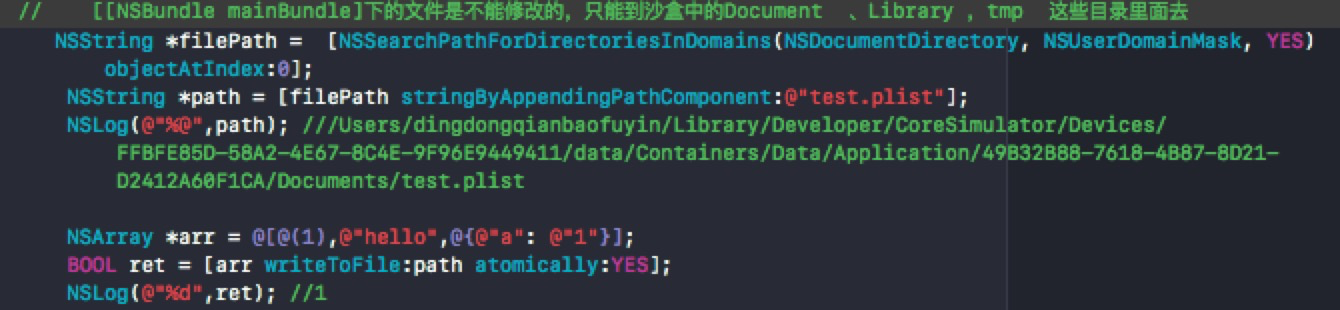 //    [[NSBundle mainBundle]下的文件是不能修改的，只能到沙盒中的Document  、Library ，tmp  这些目录里面去
NSString *filePath =  [NSSearchPathForDirectoriesInDomains(NSDocumentDirectory, NSUserDomainMask, YES)
objectAtIndex:0];
NSString *path = [filePath stringByAppendingPathComponent:@"test.plist"];
NSLog(@"%@",path); ///Users/dingdongqianbaofuyin/Library/Developer/CoreSimulator/Devices/
FFBFE85D-58A2-4E67-8C4E-9F96E9449411/data/Containers/Data/Application/49B32B88-7618-4B87-8D21-
D2412A60F1CA/Documents/test.plist
NSArray *arr = @[@(1),@"hello",@{@"a": @"1"}];
BOOL ret = [arr writeToFile:path atomically:YES];
NSLog(@"%d",ret); //1